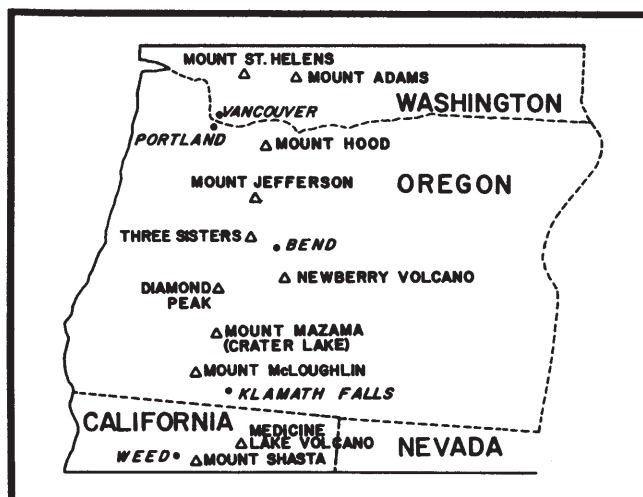 MOUNT ST. HELENS
MOUNT ADAMS
WASHINGTON
VANCOUVER
PORTLAND
MOUNT HOOD
MOUNT JEFFERSON
OREGON
THREE SISTERS
BEND
NEWBERRY VOLCANO
DIAMOND
PEAK
MOUNT MAZAMA
(CRATER LAKE)
MOUNT McLOUGHLIN
KLAMATH FALLS
CALIFORNIA
MEDICINE
LAKE VOLCANO
NEVADA
WEED
MOUNT SHASTA